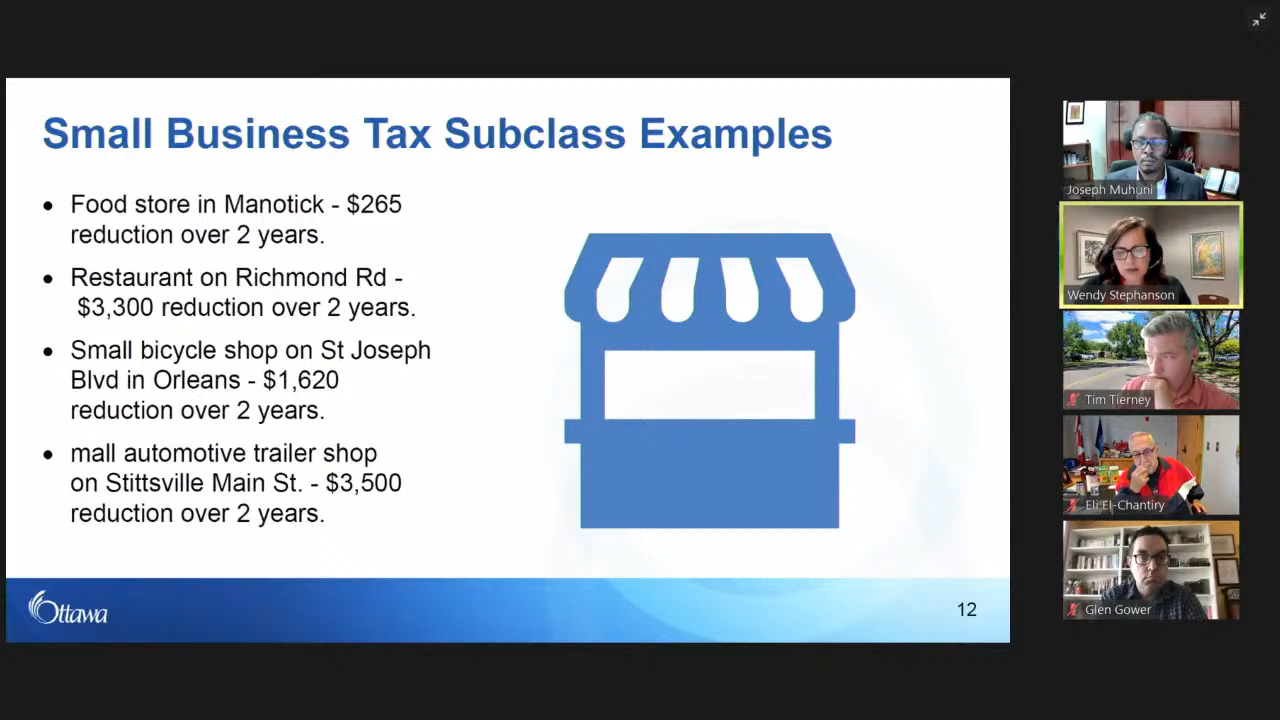 Small Business Tax Subclass Examples
• Food store in Manotick - $265
reduction over 2 years.
• Restaurant on Richmond Rd -
$3,300 reduction over 2 years.
• Small bicycle shop on St Joseph
Blvd in Orleans - $1,620
reduction over 2 years.
• mall automotive trailer shop
on Stittsville Main St. - $3,500
reduction over 2 years.
Ottawa
12
Joseph Muhuni
Wendy Stephanson
Tim Tierney
Eli El-Chantiry
Glen Gower